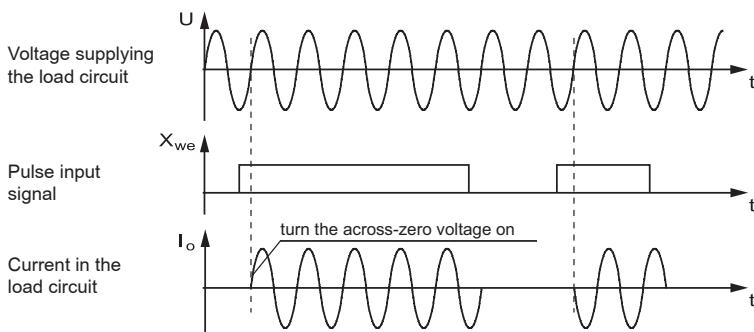 U
Voltage supplying
the load circuit
t
Xwe
Pulse input
signal
t
Io
turn the across-zero voltage on
Current in the
load circuit
t